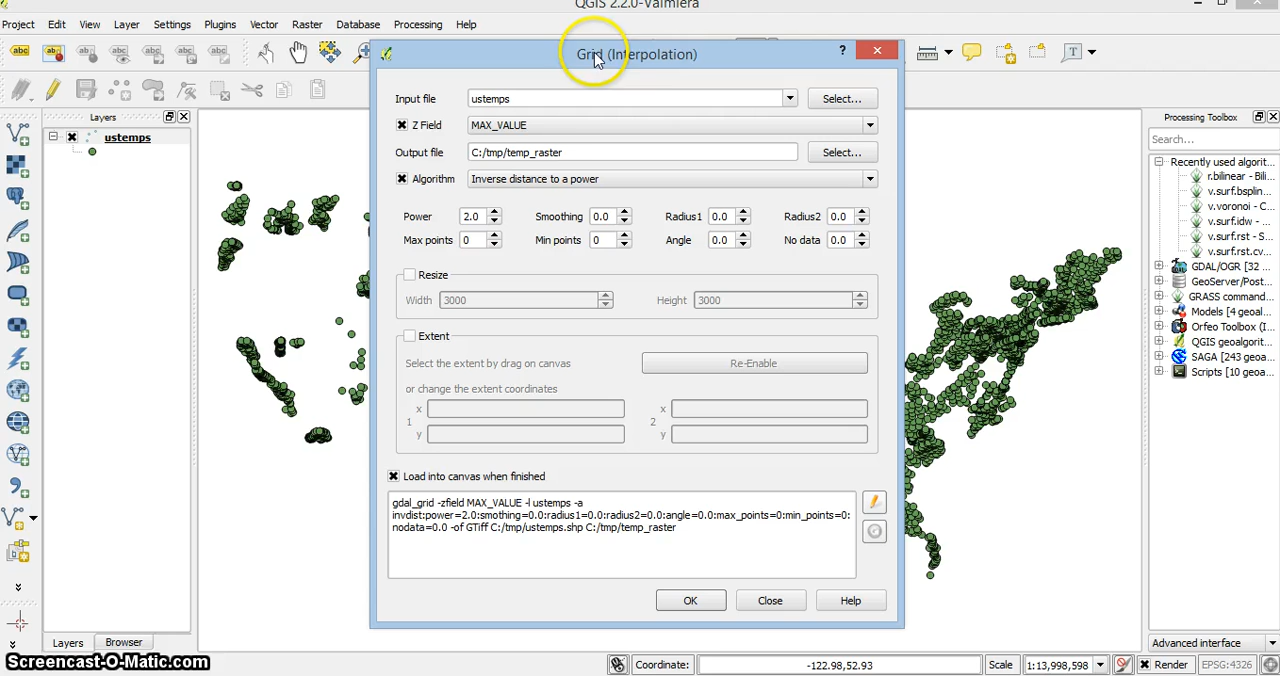 QGIS 2.2.0-Valmiera
Project Edit View Layer Settings Plugins Vector Raster Database Processing Help
abc abc abc abc abc abc abc T
Grid (Interpolation) ?
Layers
ustemps
Input file ustemps Select...
Z Field MAX_VALUE
Output file C:/tmp/temp_raster Select...
Algorithm Inverse distance to a power
Power 2.0 Smoothing 0.0 Radius1 0.0 Radius2 0.0
Max points 0 Min points 0 Angle 0.0 No data 0.0
Resize
Width 3000 Height 3000
Extent
Select the extent by drag on canvas Re-Enable
or change the extent coordinates
x x
1 2
y y
Load into canvas when finished
gdal_grid -zfield MAX_VALUE -l ustemps -a
invdist:power=2.0:smothing=0.0:radius1=0.0:radius2=0.0:angle=0.0:max_points=0:min_points=0:
nodata=0.0 -of GTiff C:/tmp/ustemps.shp C:/tmp/temp_raster
OK Close Help
Processing Toolbox
Search...
Recently used algorit...
r.bilinear - Bili...
v.surf.bsplin...
v.voronoi - C...
v.surf.idw - ...
v.surf.rst - S...
v.surf.rst.cv...
GDAL/OGR [32 ...
GeoServer/Post...
GRASS command...
Models [4 geoal...
Orfeo Toolbox (I...
QGIS geoalgorit...
SAGA [243 geoa...
Scripts [10 geoa...
Advanced interface
Layers Browser
Screencast-O-Matic.com
Coordinate: -122.98,52.93 Scale 1:13,998,598 Render EPSG:4326